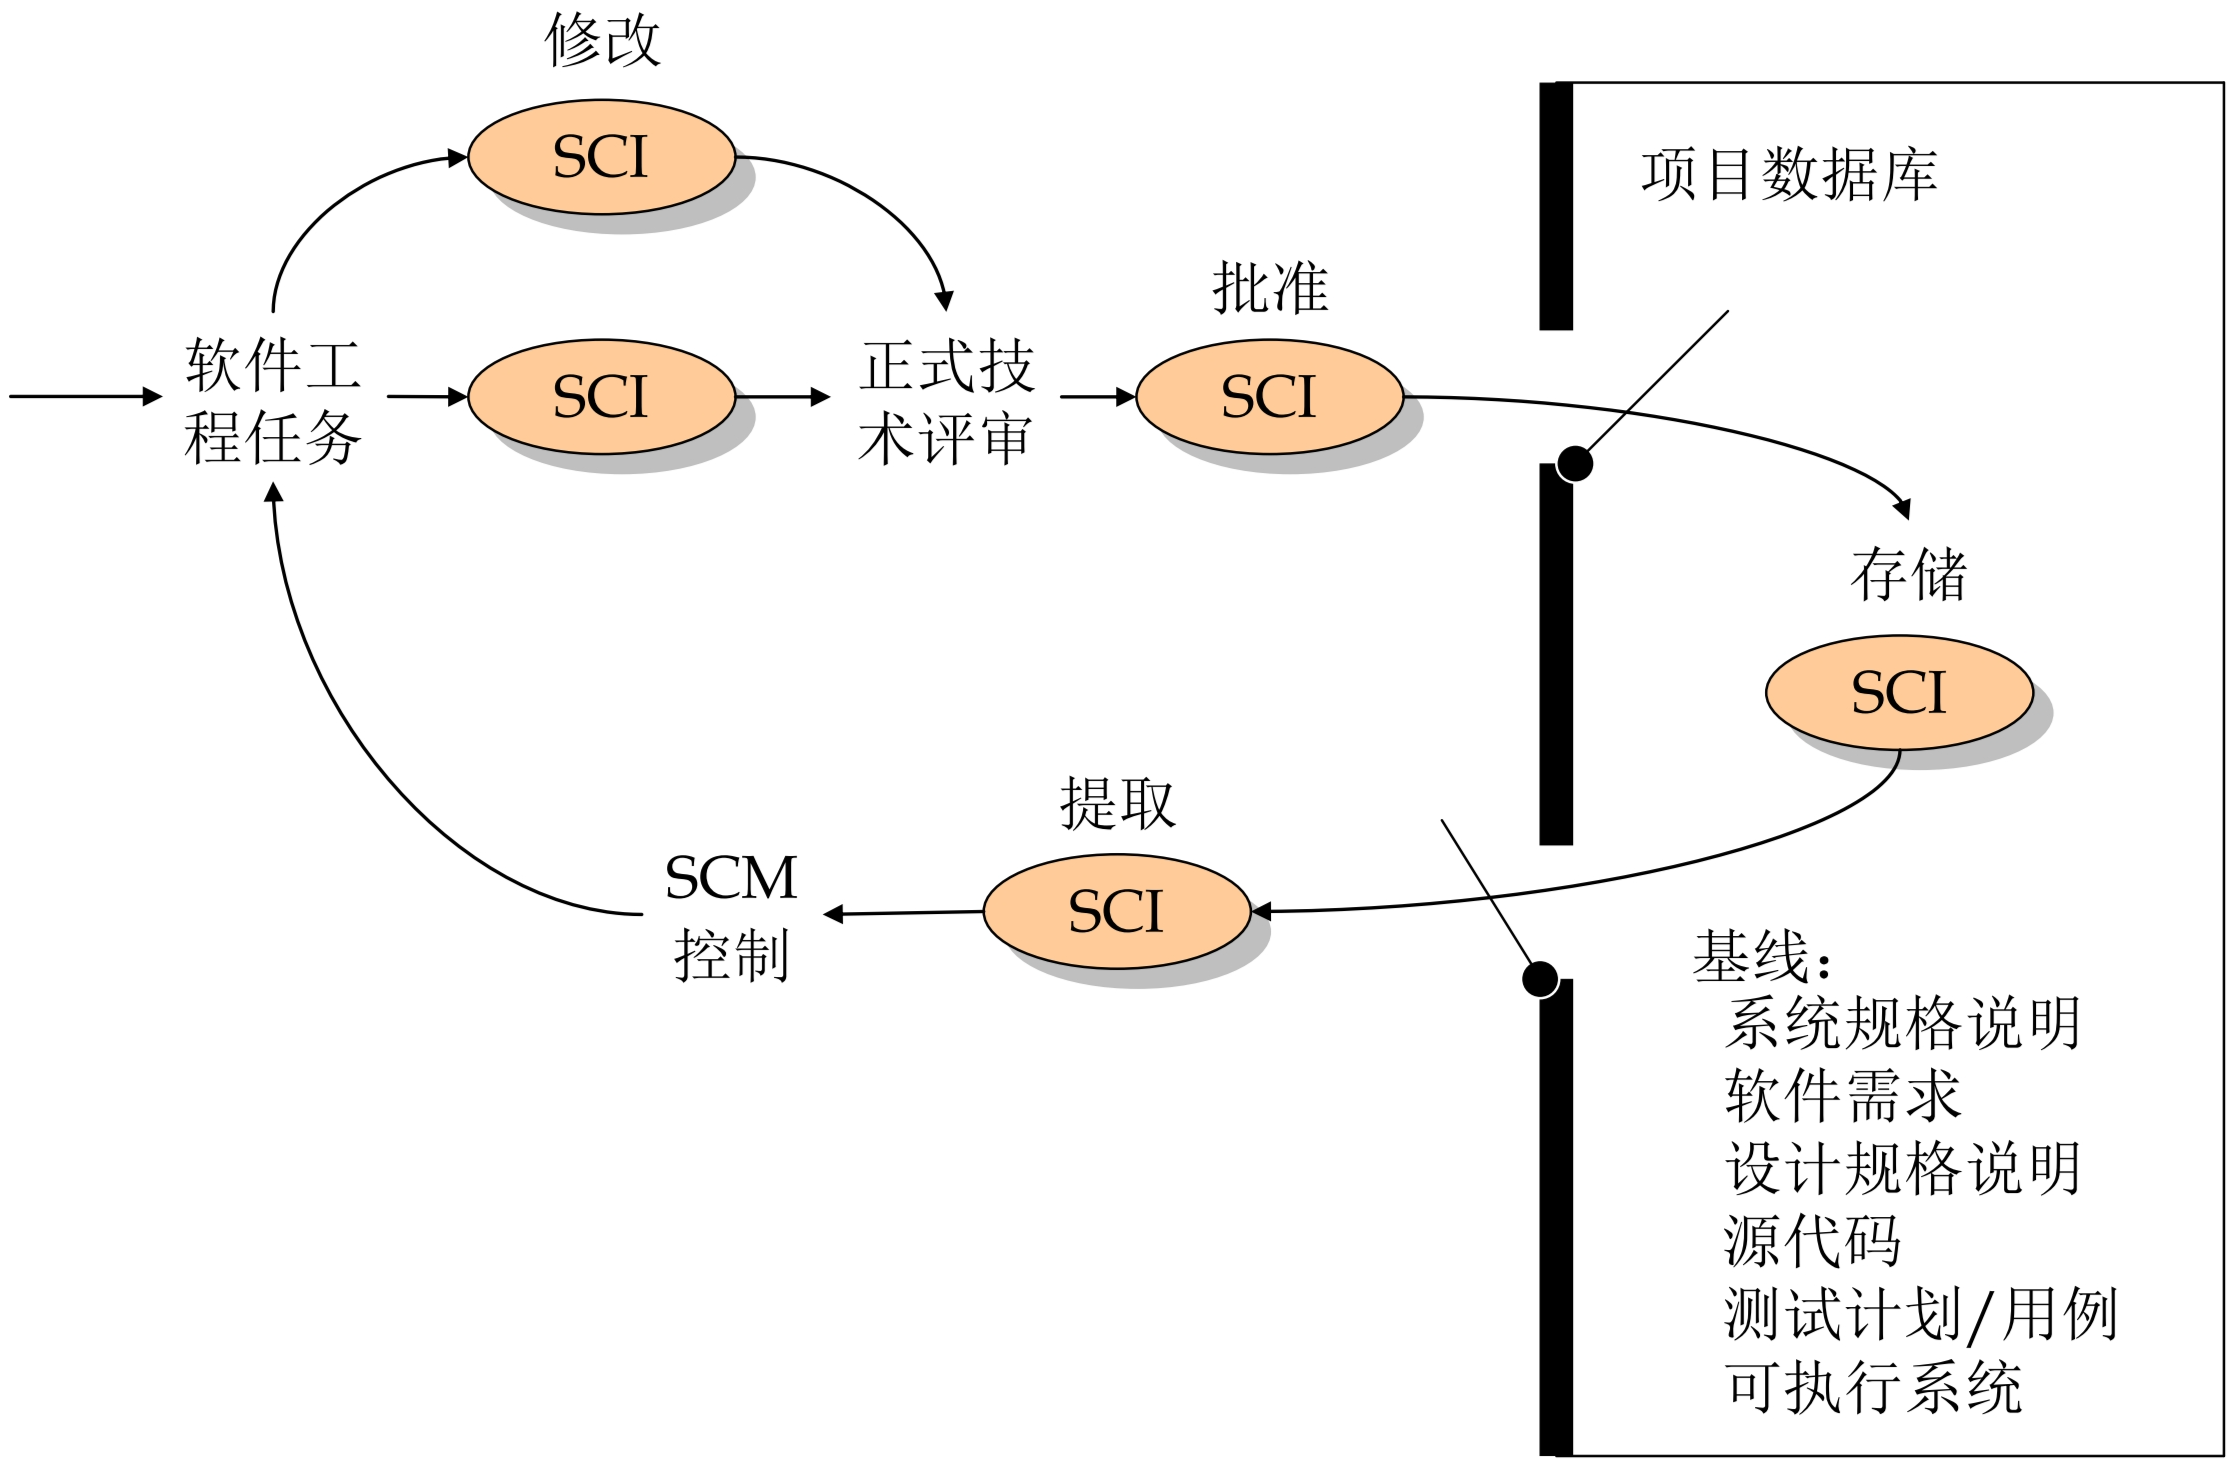 修改
SCI
项目数据库
批准
软件工
程任务
SCI
正式技
术评审
SCI
存储
SCI
提取
SCI
SCM
控制
基线：
系统规格说明
软件需求
设计规格说明
源代码
测试计划/用例
可执行系统